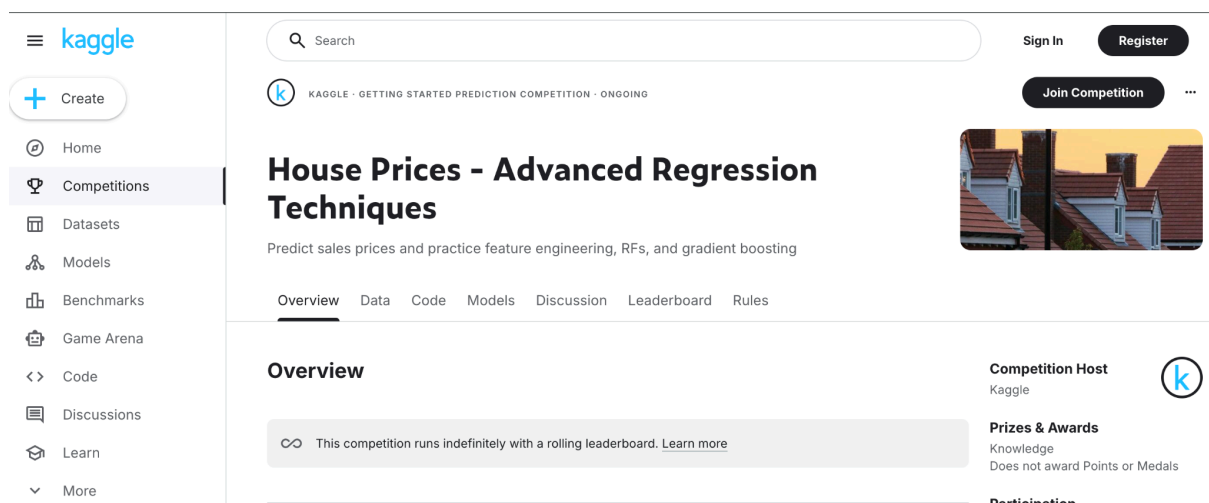 kaggle
Search
Sign In
Register
Create
KAGGLE · GETTING STARTED PREDICTION COMPETITION · ONGOING
Join Competition
Home
Competitions
Datasets
Models
Benchmarks
Game Arena
Code
Discussions
Learn
More
House Prices - Advanced Regression
Techniques
Predict sales prices and practice feature engineering, RFs, and gradient boosting
Overview Data Code Models Discussion Leaderboard Rules
Overview
This competition runs indefinitely with a rolling leaderboard. Learn more
Competition Host
Kaggle
Prizes & Awards
Knowledge
Does not award Points or Medals
Participation